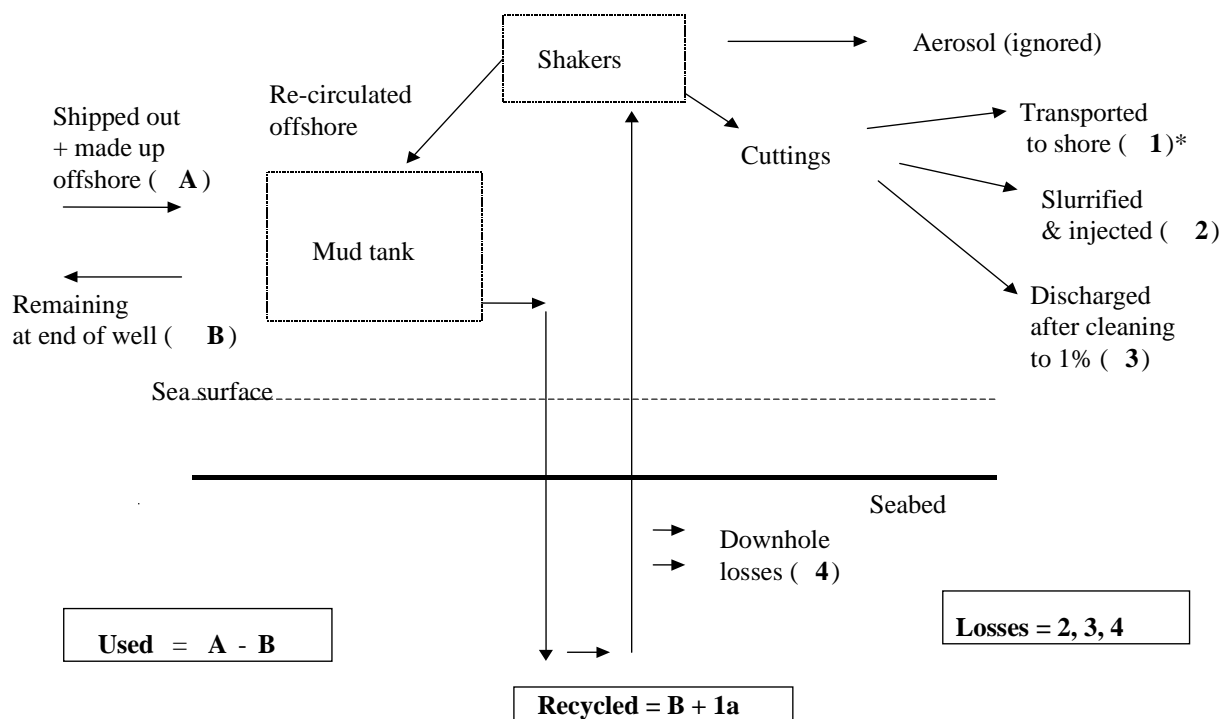 Shakers
Aerosol (ignored)
Re-circulated
offshore
Shipped out
+ made up
offshore ( A )
Transported
to shore ( 1)*
Cuttings
Slurrified
& injected ( 2)
Mud tank
Remaining
at end of well ( B )
Discharged
after cleaning
to 1% ( 3)
Sea surface
Seabed
Downhole
losses ( 4)
Used = A - B
Losses = 2, 3, 4
Recycled = B + 1a